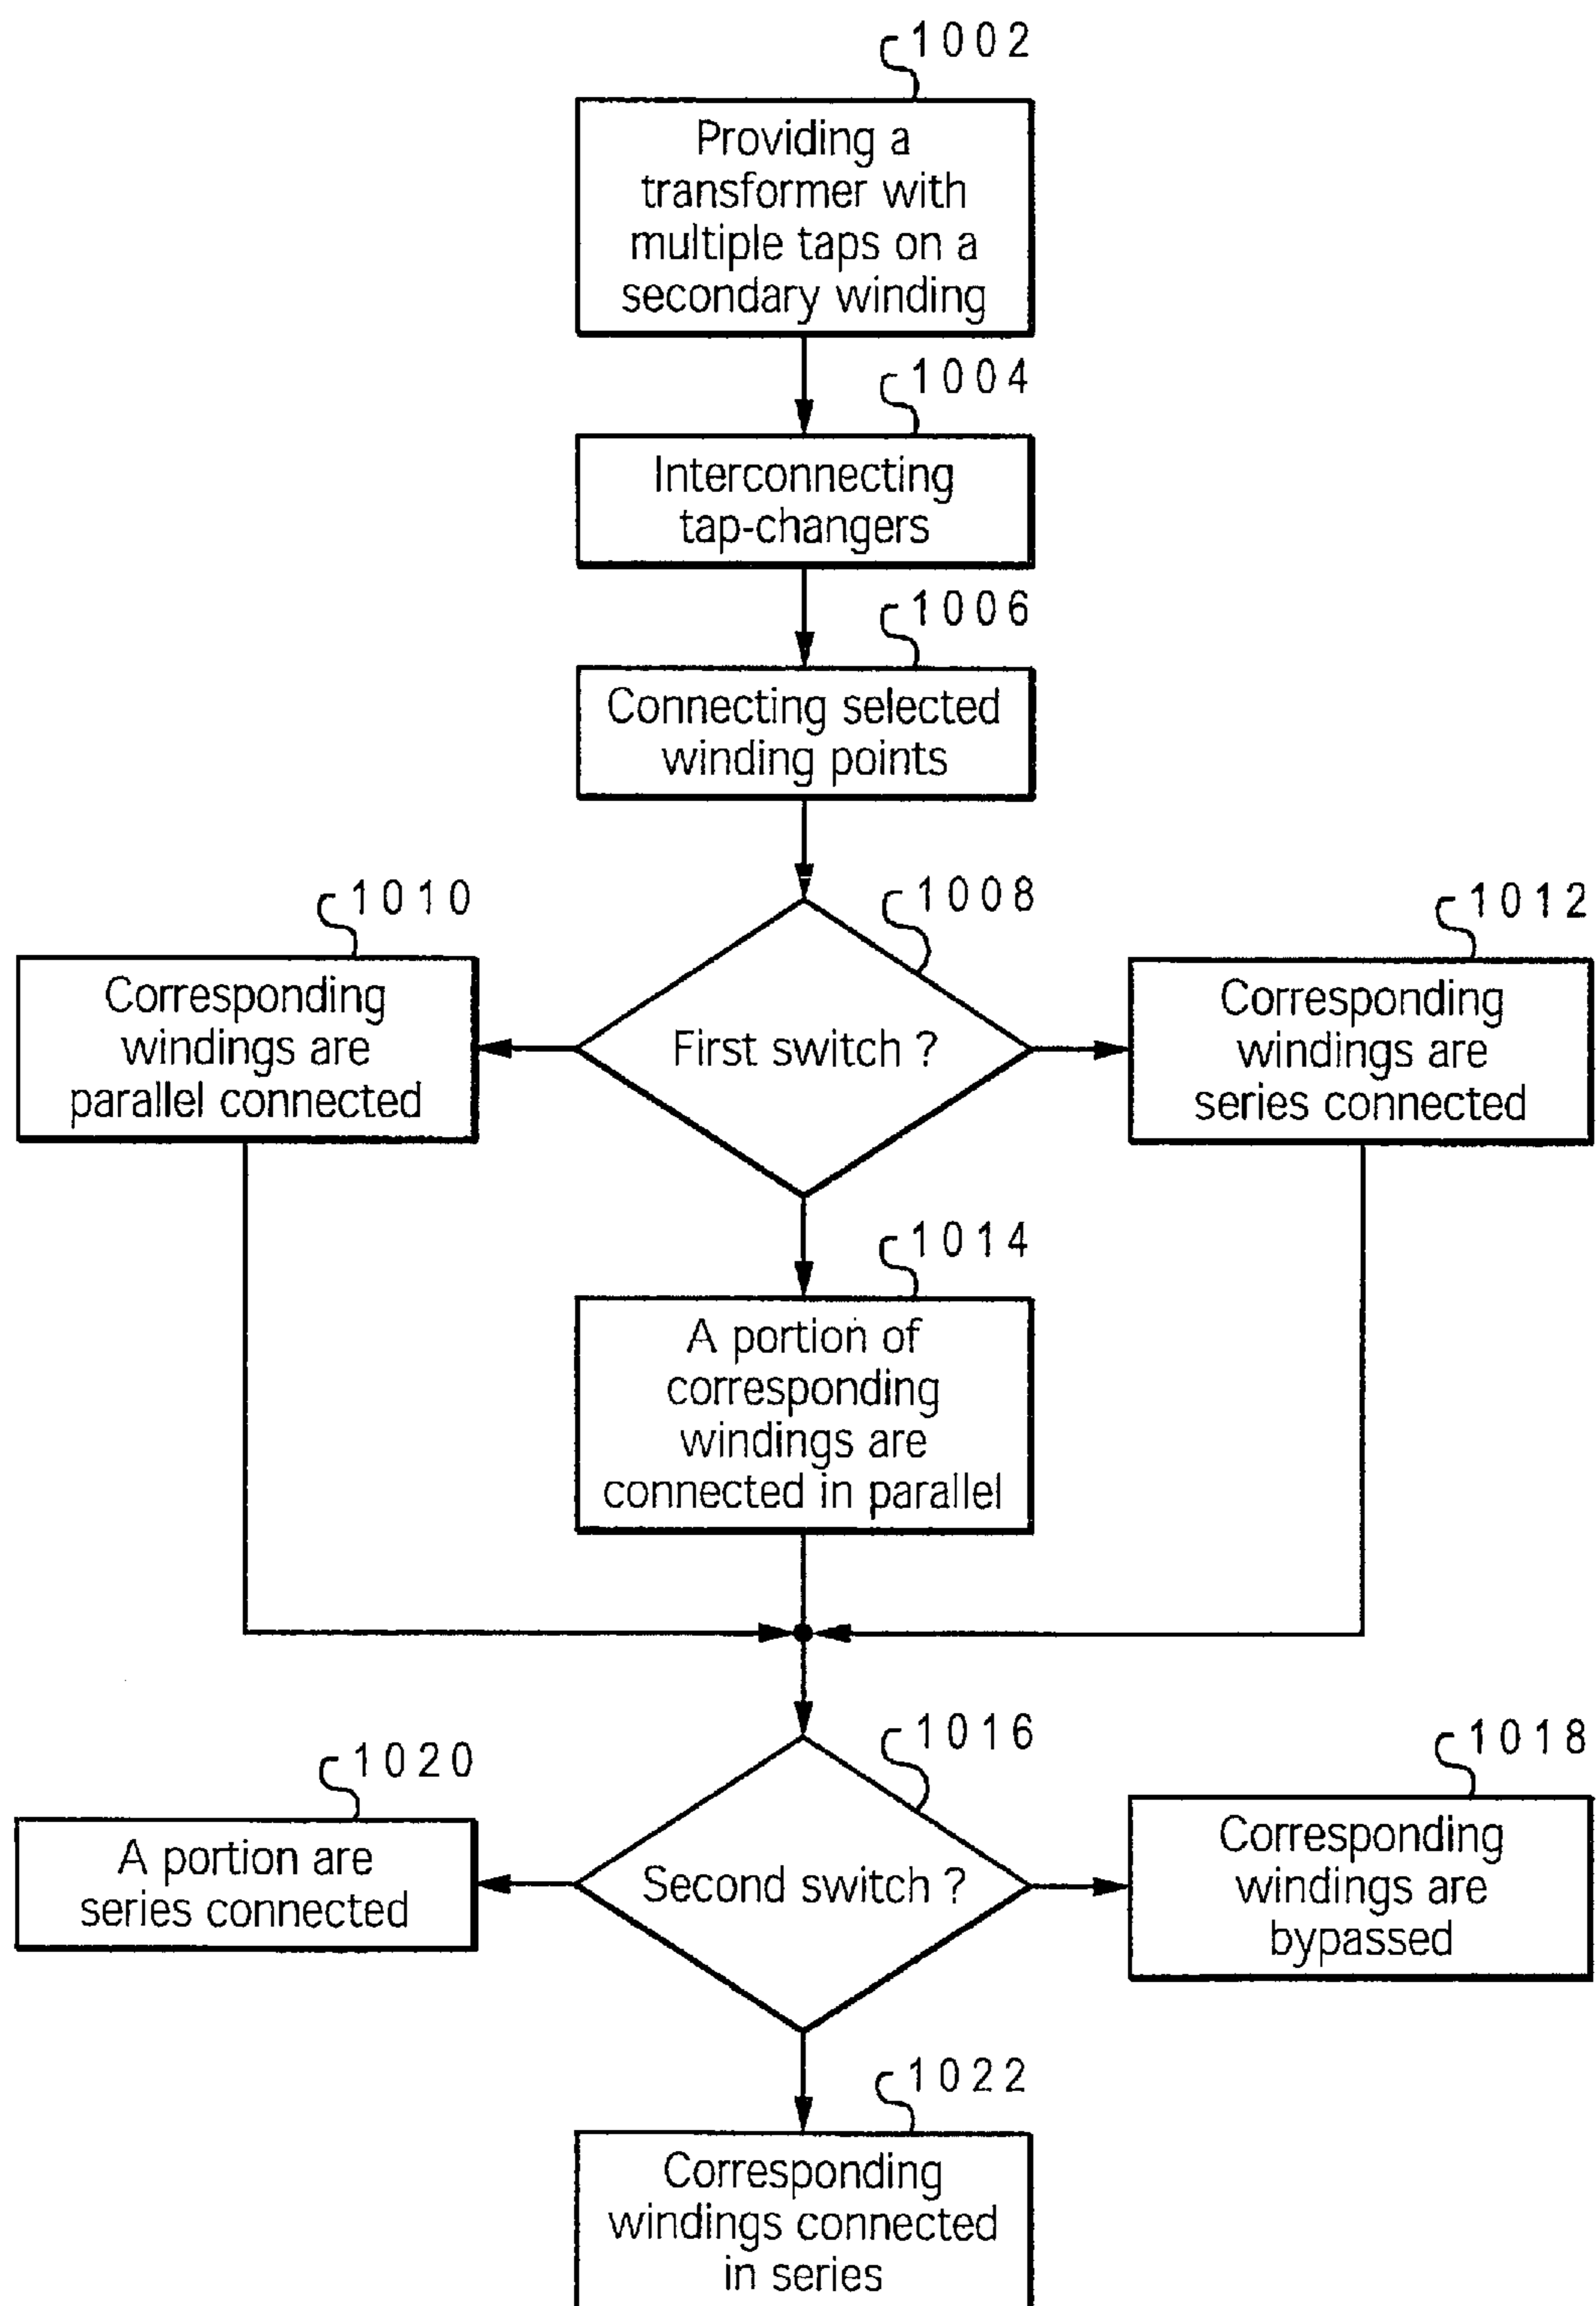 1002
Providing a
transformer with
multiple taps on a
secondary winding
1004
Interconnecting
tap-changers
1006
Connecting selected
winding points
1008
First switch ?
1010
Corresponding
windings are
parallel connected
1012
Corresponding
windings are
series connected
1014
A portion of
corresponding
windings are
connected in parallel
1016
Second switch ?
1020
A portion are
series connected
1018
Corresponding
windings are
bypassed
1022
Corresponding
windings connected
in series